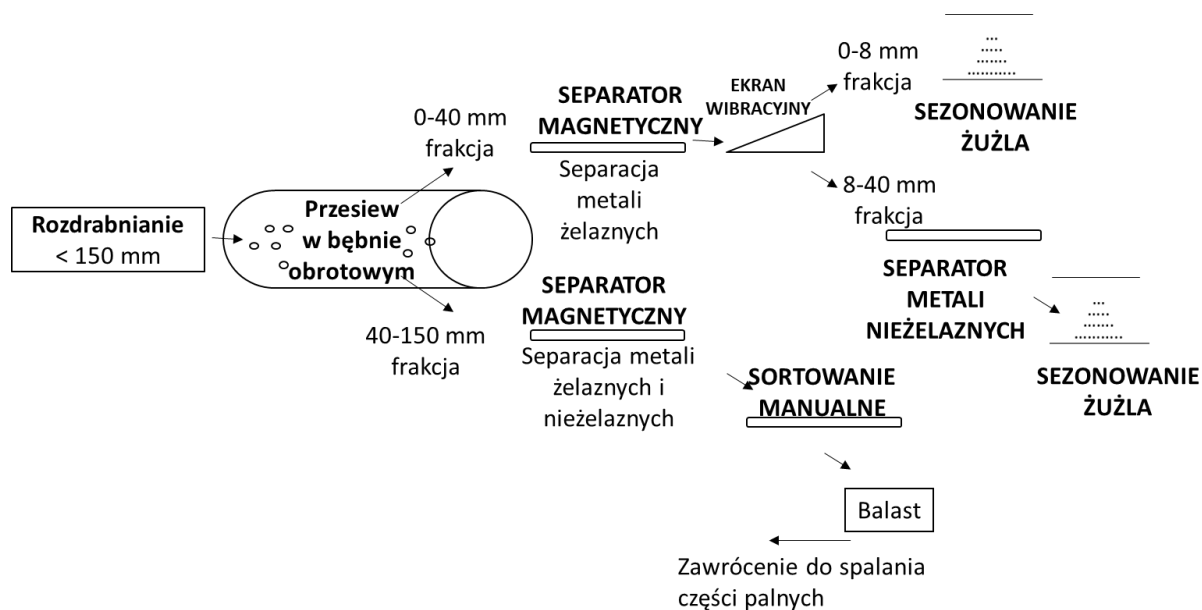 Rozdrabnianie
< 150 mm
Przesiew
w bębnie
obrotowym
0-40 mm
frakcja
SEPARATOR
MAGNETYCZNY
Separacja
metali
żelaznych
EKRAN
WIBRACYJNY
0-8 mm
frakcja
SEZONOWANIE
ŻUŻLA
8-40 mm
frakcja
SEPARATOR
METALI
NIEŻELAZNYCH
SEZONOWANIE
ŻUŻLA
40-150 mm
frakcja
SEPARATOR
MAGNETYCZNY
Separacja metali
żelaznych i
nieżelaznych
SORTOWANIE
MANUALNE
Balast
Zawrócenie do spalania
części palnych